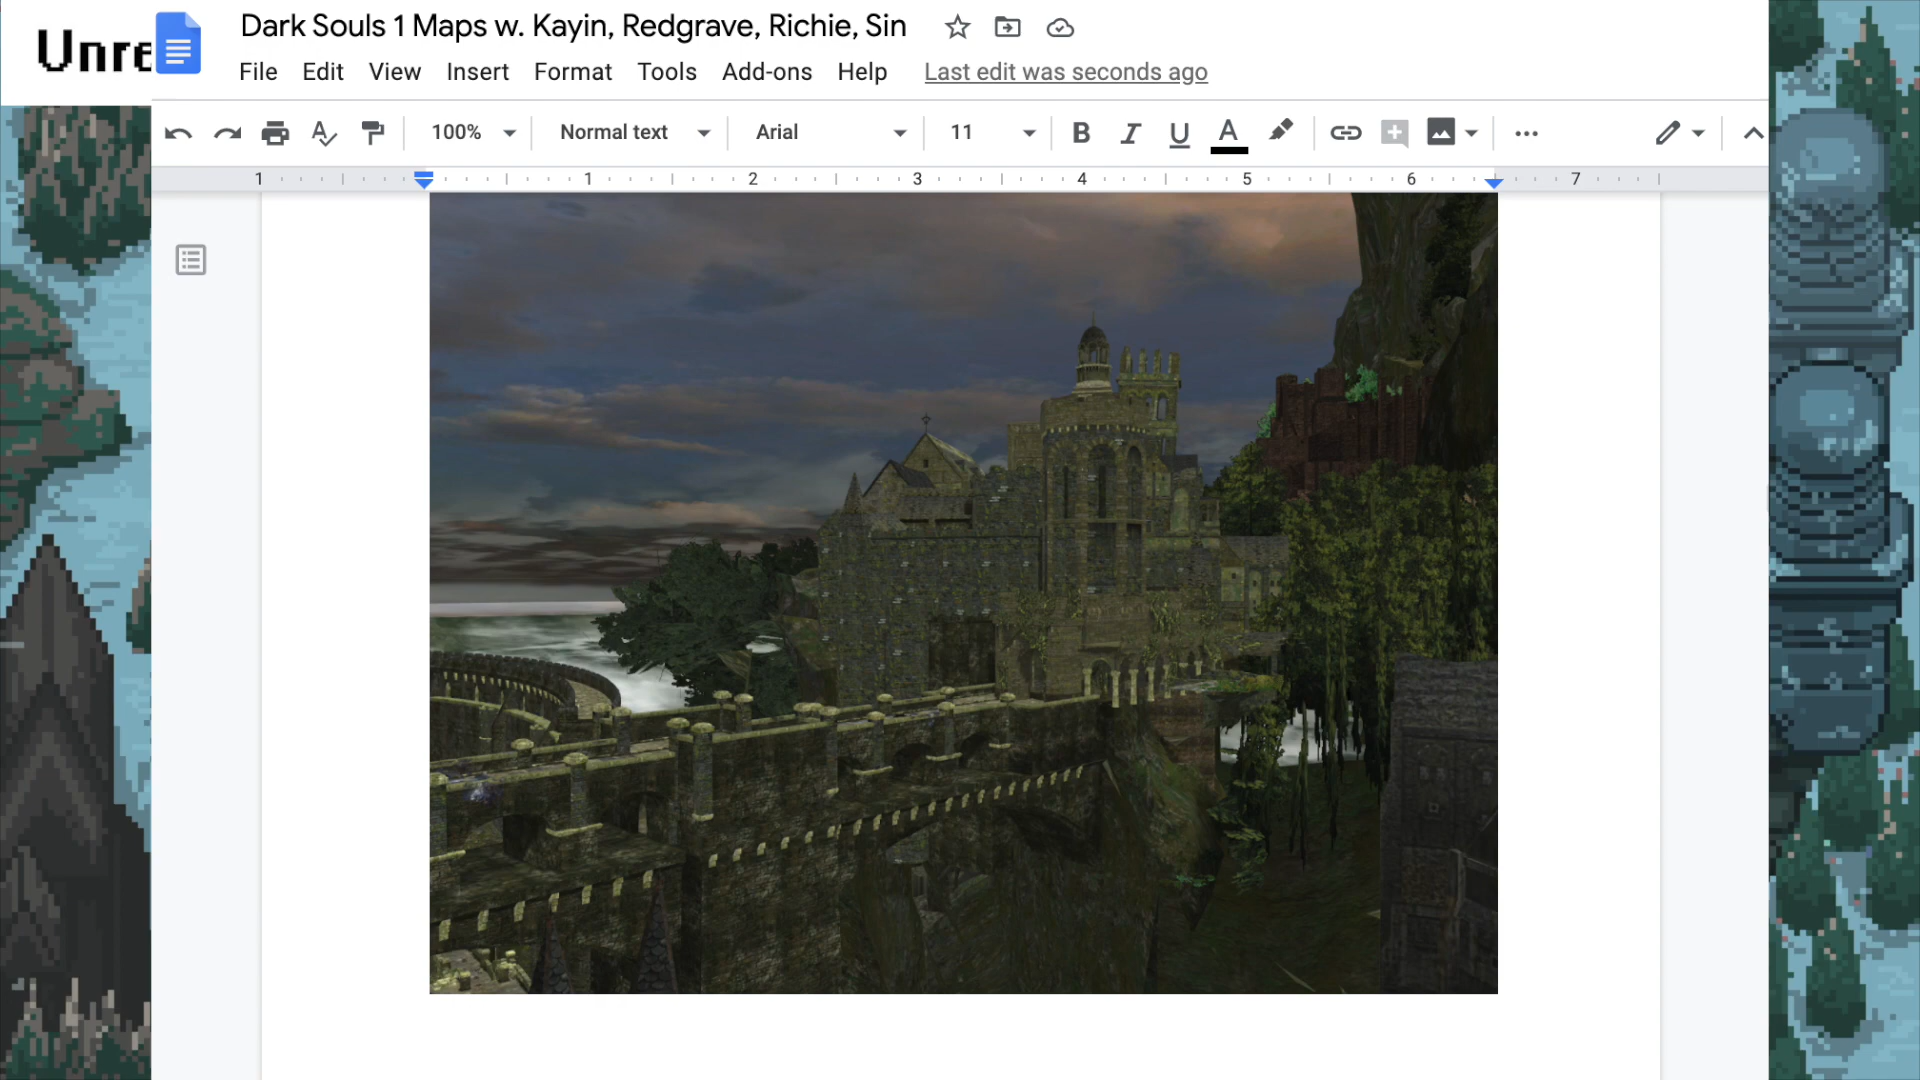 Unre
Dark Souls 1 Maps w. Kayin, Redgrave, Richie, Sin
File Edit View Insert Format Tools Add-ons Help Last edit was seconds ago
100% Normal text Arial 11 B I U A
1 1 2 3 4 5 6 7